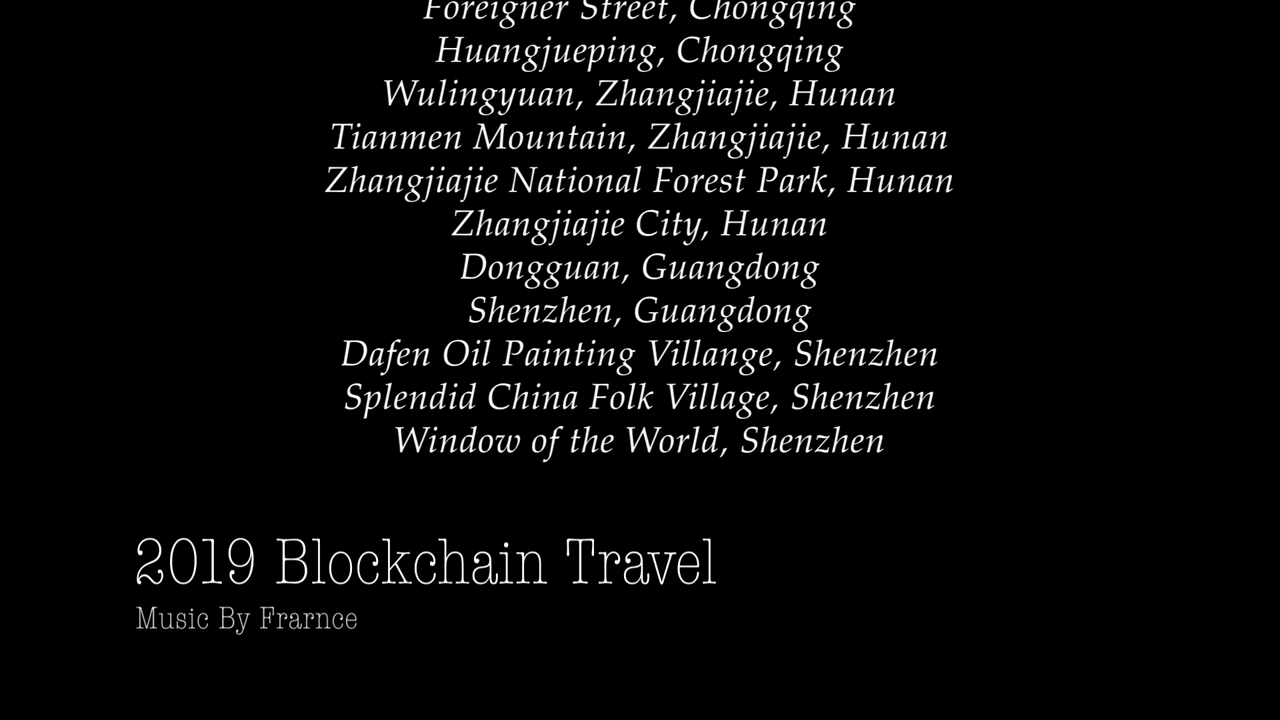 Foreigner Street, Chongqing
Huangjueping, Chongqing
Wulingyuan, Zhangjiajie, Hunan
Tianmen Mountain, Zhangjiajie, Hunan
Zhangjiajie National Forest Park, Hunan
Zhangjiajie City, Hunan
Dongguan, Guangdong
Shenzhen, Guangdong
Dafen Oil Painting Villange, Shenzhen
Splendid China Folk Village, Shenzhen
Window of the World, Shenzhen
2019 Blockchain Travel
Music By Frarnce